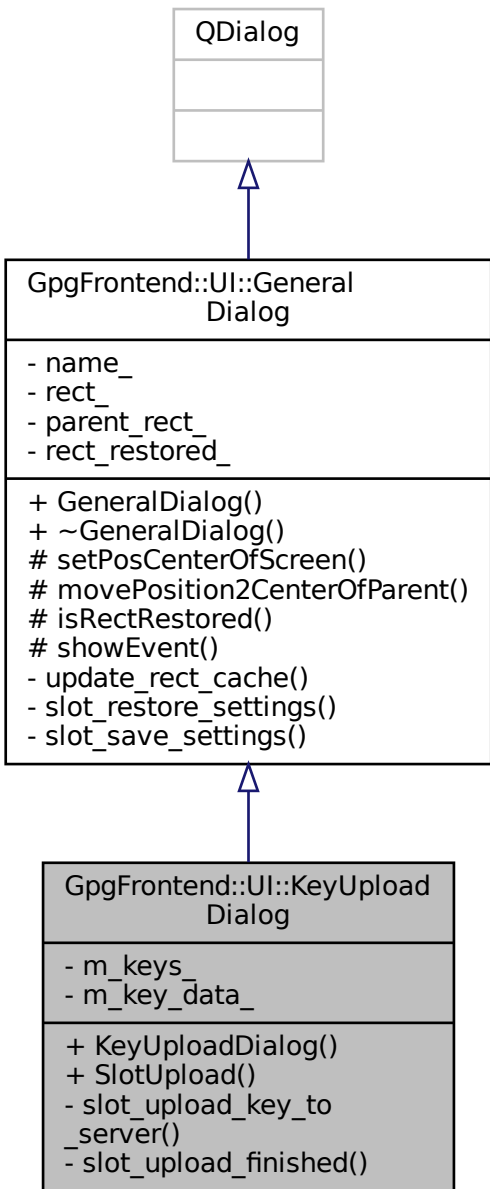 QDialog
GpgFrontend::UI::General
Dialog
- name_
- rect_
- parent_rect_
- rect_restored_
+ GeneralDialog()
+ ~GeneralDialog()
# setPosCenterOfScreen()
# movePosition2CenterOfParent()
# isRectRestored()
# showEvent()
- update_rect_cache()
- slot_restore_settings()
- slot_save_settings()
GpgFrontend::UI::KeyUpload
Dialog
- m_keys_
- m_key_data_
+ KeyUploadDialog()
+ SlotUpload()
- slot_upload_key_to
_server()
- slot_upload_finished()